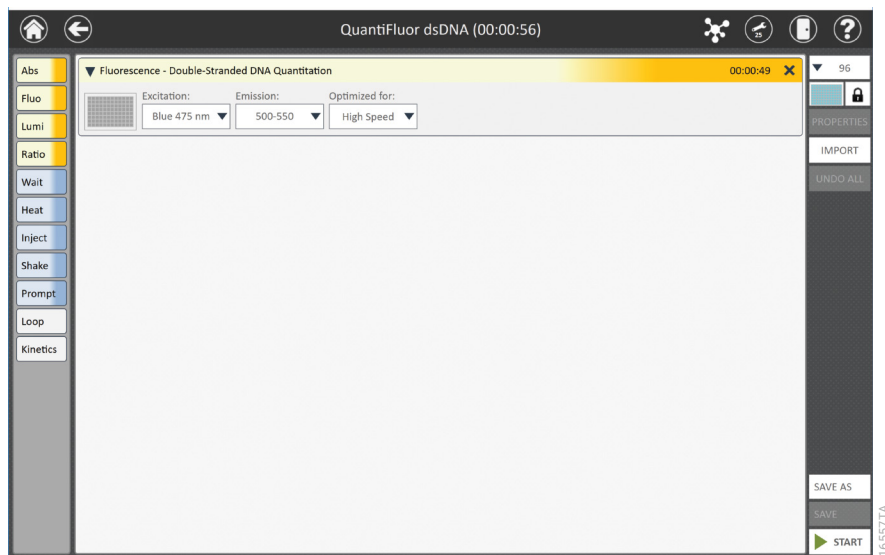 QuantiFluor dsDNA (00:00:56)
25
Abs
Fluo
Lumi
Ratio
Wait
Heat
Inject
Shake
Prompt
Loop
Kinetics
Fluorescence - Double-Stranded DNA Quantitation 00:00:49
Excitation: Emission: Optimized for:
Blue 475 nm 500-550 High Speed
96
PROPERTIES
IMPORT
UNDO ALL
SAVE AS
SAVE
START